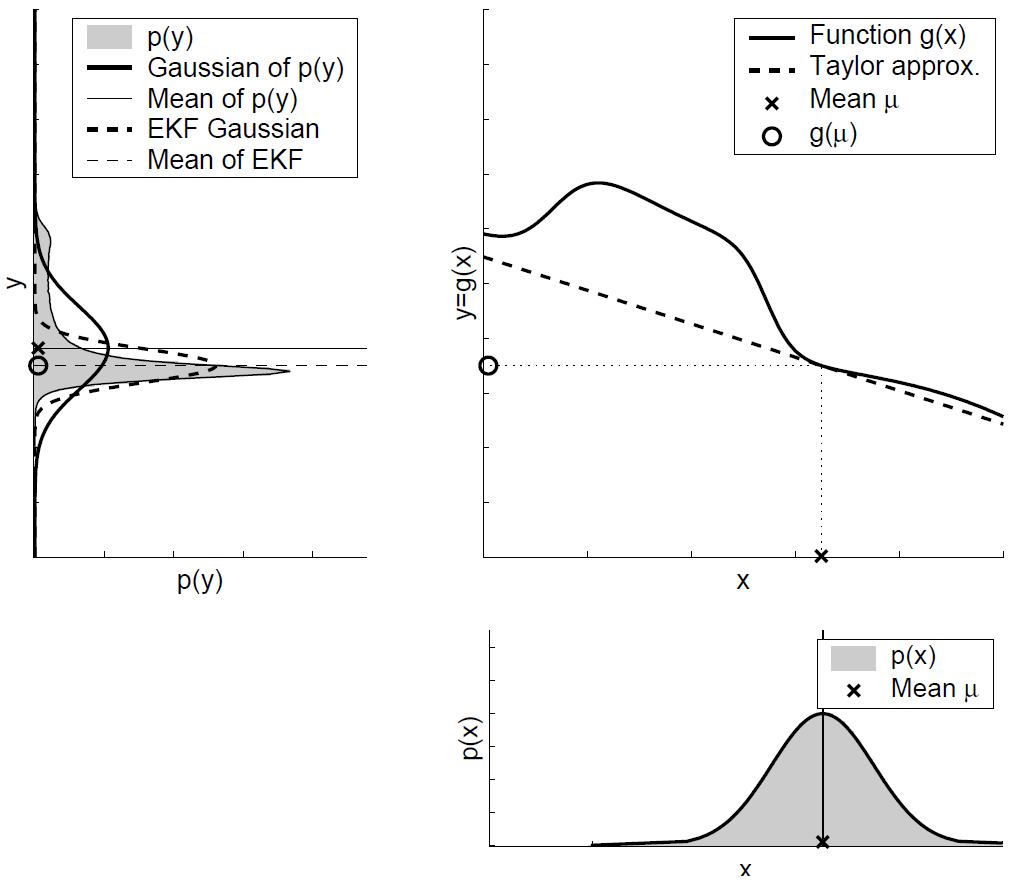 p(y)
Gaussian of p(y)
Mean of p(y)
EKF Gaussian
Mean of EKF
y
p(y)
Function g(x)
Taylor approx.
Mean μ
g(μ)
y=g(x)
x
p(x)
Mean μ
p(x)
x